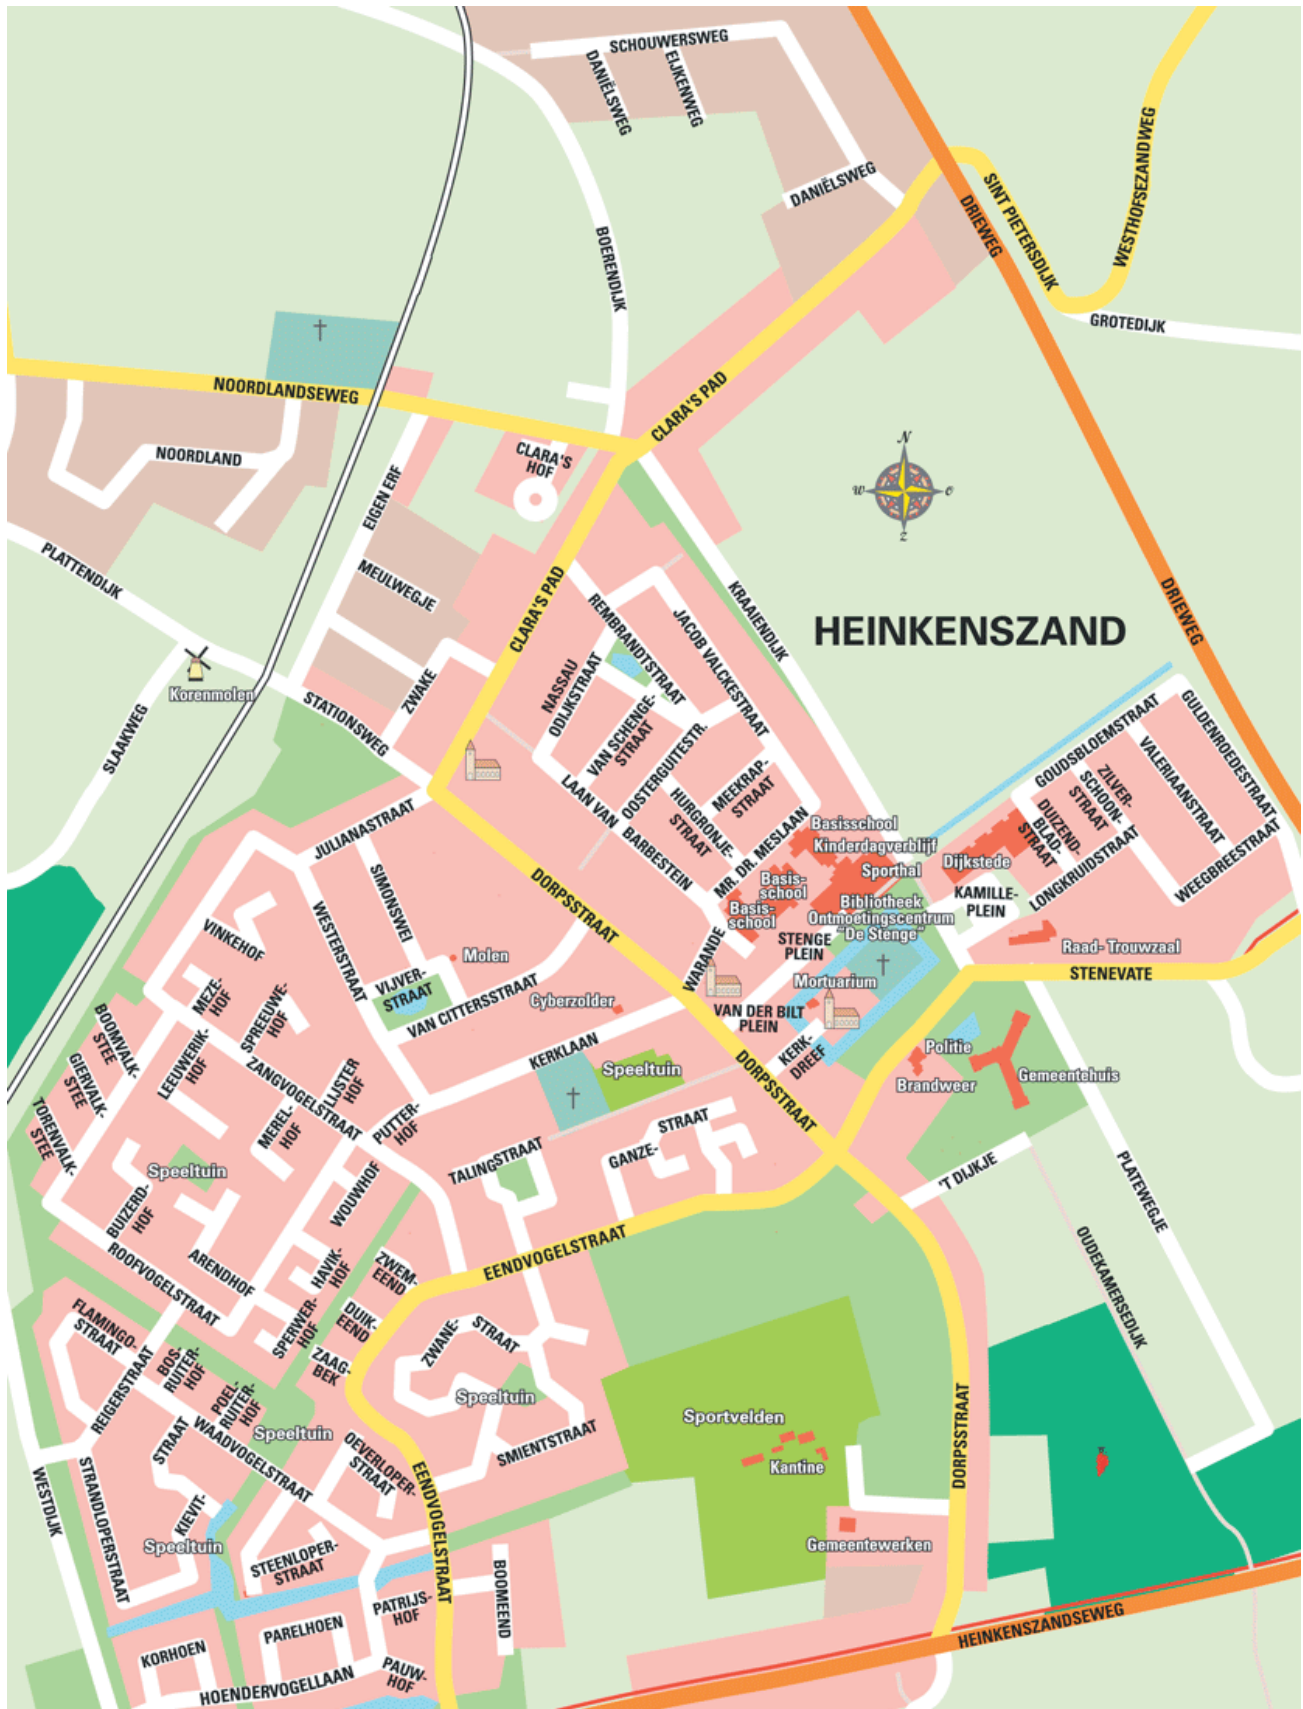 SCHOUWERSWEG
DANIËLSWEG
EIJKENWEG
DANIËLSWEG
DRIEWEG
SINT PIETERSDIJK
WESTHOFSEZANDWEG
GROTEDIJK
BOERENDIJK
NOORDLANDSEWEG
NOORDLAND
CLARA'S PAD
CLARA'S
HOF
EIGEN ERF
PLATTENDIJK
MEULWEGJE
N
W
O
Z
HEINKENSZAND
DRIEWEG
KRAAIENDIJK
CLARA'S PAD
REMBRANDTSTRAAT
JACOB VALCKESTRAAT
NASSAU
ODIJKSTRAAT
VAN SCHENGE-
STRAAT
OOSTERGUITESTR.
HURGRONJE-
STRAAT
MEEKRAP-
STRAAT
LAAN VAN BARBESTEIN
MR. DR. MESLAAN
ZWAKE
STATIONSWEG
Korenmolen
SLAAKWEG
JULIANASTRAAT
SIMONSWEI
WESTERSTRAAT
DORPSSTRAAT
Molen
VIJVER-
STRAAT
VAN CITTERSSTRAAT
Cyberzolder
KERKLAAN
Speeltuin
WARANDE
Basisschool
Kinderdagverblijf
Sporthal
Basis-
school
Basis-
school
Bibliotheek
Ontmoetingscentrum
"De Stenge"
STENGE
PLEIN
Mortuarium
VAN DER BILT
PLEIN
KERK-
DREEF
DORPSSTRAAT
Dijkstede
KAMILLE-
PLEIN
GOUDSBLOEMSTRAAT
GULDENROEDESTRAAT
VALERIAANSTRAAT
ZILVER-
SCHOON-
STRAAT
DUIZEND-
BLAD-
STRAAT
LONGKRUIDSTRAAT
WEEGBREESTRAAT
Raad- Trouwzaal
STENEVATE
Politie
Brandweer
Gemeentehuis
'T DIJKJE
PLATEWEGJE
OUDEKAMERSEDIJK
VINKEHOF
MEZE-
HOF
SPREEUWE-
HOF
BOOMVALK-
STEE
GIERVALK-
STEE
TORENVALK-
STEE
LEEUWERIK-
HOF
ZANGVOGELSTRAAT
LIJSTER
HOF
MEREL-
HOF
PUTTER-
HOF
Speeltuin
BUIZERD-
HOF
WOUWHOF
ROOFVOGELSTRAAT
ARENDHOF
HAVIK-
HOF
SPERWER-
HOF
ZWEM-
EEND
DUIK-
EEND
ZAAG-
BEK
TALINGSTRAAT
GANZE-
STRAAT
EENDVOGELSTRAAT
ZWANE-
STRAAT
Speeltuin
SMIENTSTRAAT
FLAMINGO-
STRAAT
REIGERSTRAAT
BOS-
RUITER-
HOF
POEL-
RUITER-
HOF
Speeltuin
WAADVOGELSTRAAT
OEVERLOPER-
STRAAT
EENDVOGELSTRAAT
STRANDLOPERSTRAAT
KIEVIT-
STRAAT
Speeltuin
WESTDIJK
STEENLOPER-
STRAAT
PATRIJS-
HOF
PARELHOEN
KORHOEN
HOENDERVOGELLAAN
PAUW-
HOF
BOOMEEND
Sportvelden
Kantine
Gemeentewerken
DORPSSTRAAT
HEINKENSZANDSEWEG